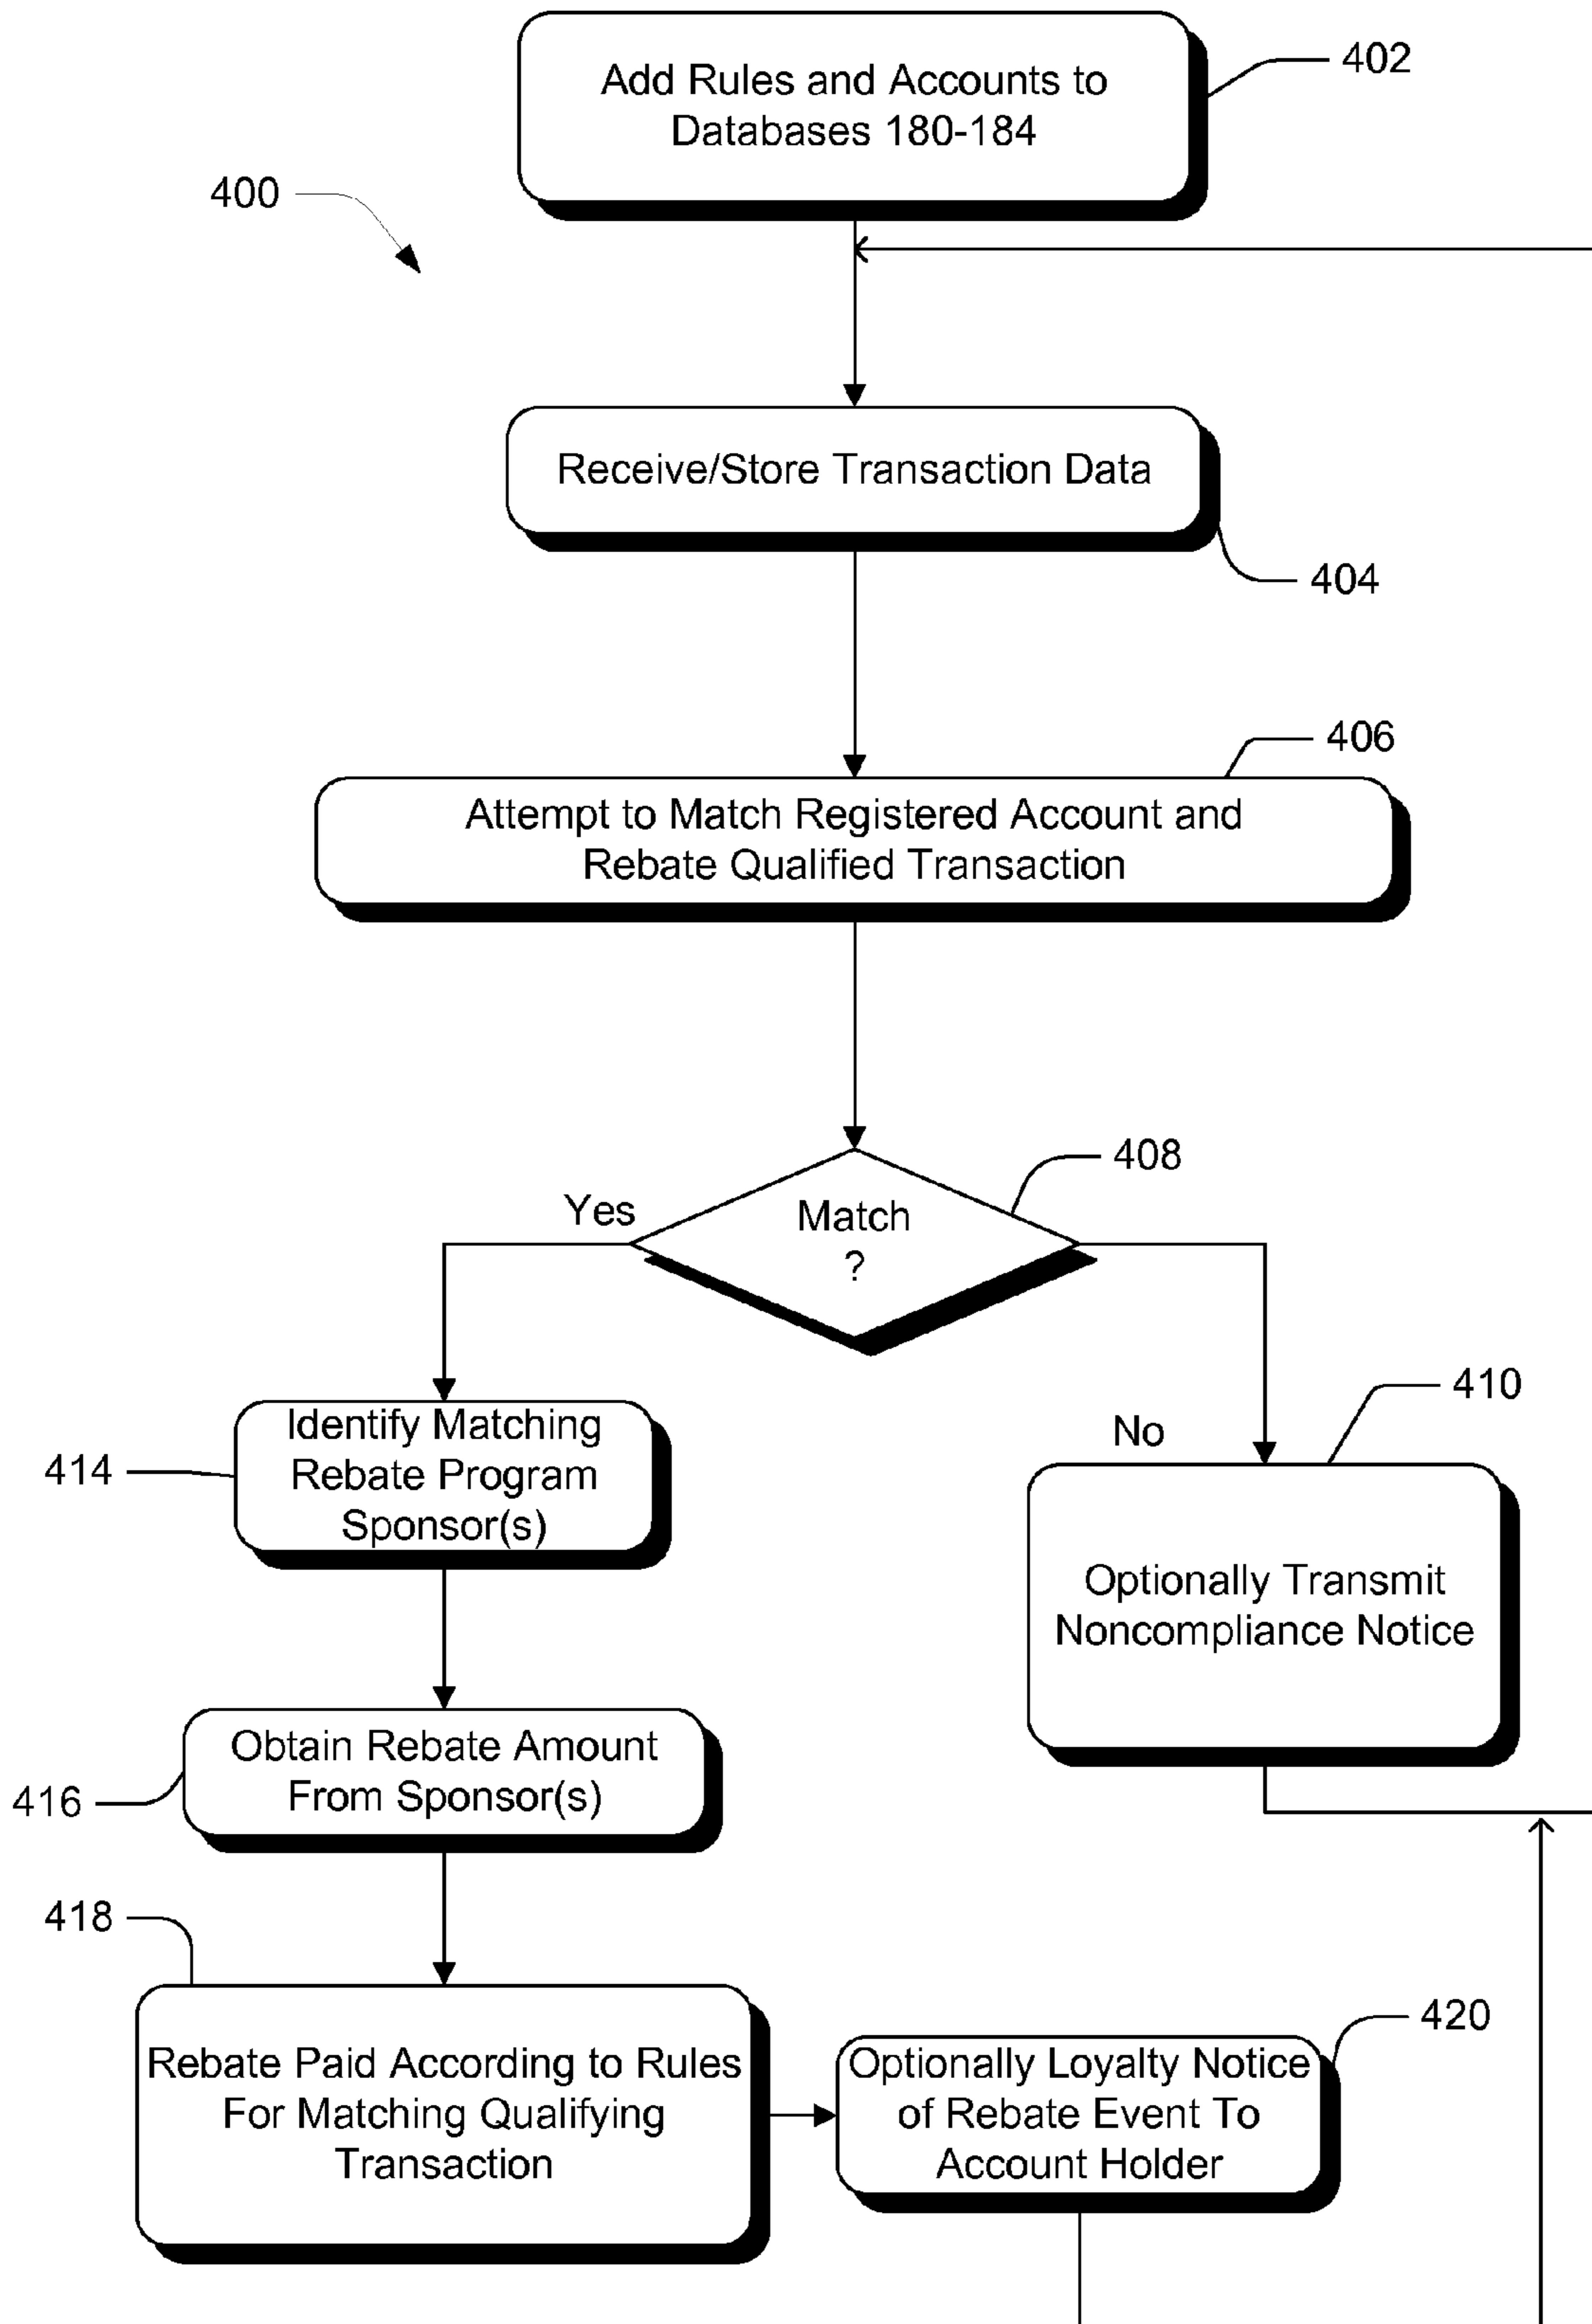 Add Rules and Accounts to
Databases 180-184
402
400
Receive/Store Transaction Data
404
406
Attempt to Match Registered Account and
Rebate Qualified Transaction
408
Yes
Match
?
410
No
414
Identify Matching
Rebate Program
Sponsor(s)
Optionally Transmit
Noncompliance Notice
416
Obtain Rebate Amount
From Sponsor(s)
418
Rebate Paid According to Rules
For Matching Qualifying
Transaction
420
Optionally Loyalty Notice
of Rebate Event To
Account Holder